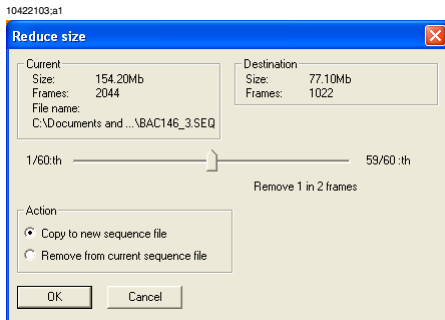 10422103;a1
Reduce size
Current
Size: 154.20Mb
Frames: 2044
File name:
C:\Documents and ...\BAC146_3.SEQ
Destination
Size: 77.10Mb
Frames: 1022
1/60:th
59/60 :th
Remove 1 in 2 frames
Action
Copy to new sequence file
Remove from current sequence file
OK
Cancel